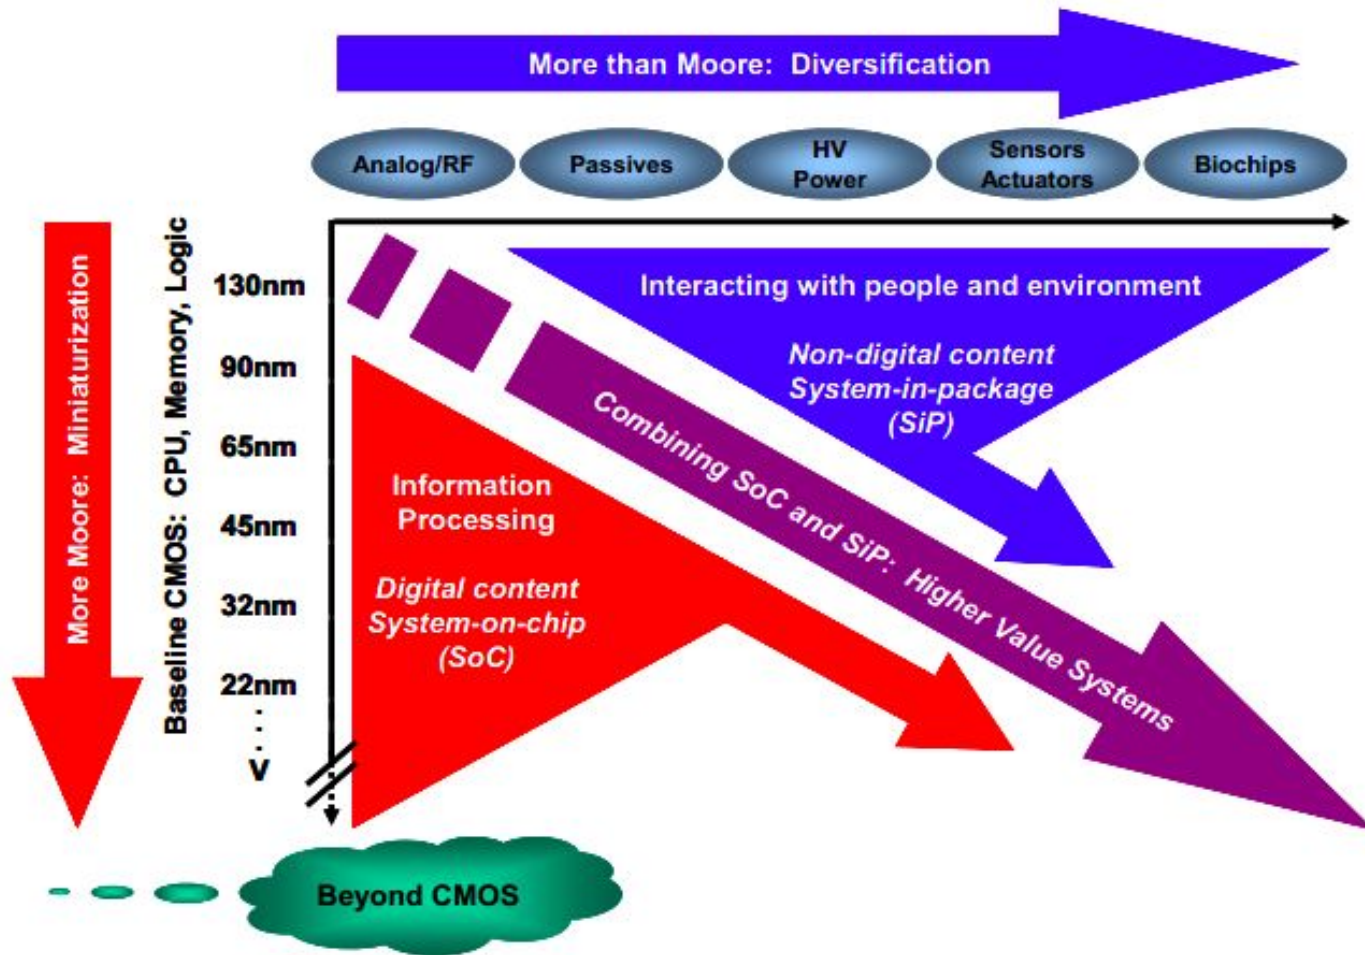 More than Moore:  Diversification
Analog/RF
Passives
HV
Power
Sensors
Actuators
Biochips
More Moore:  Miniaturization
Baseline CMOS:  CPU, Memory, Logic
130nm
90nm
65nm
45nm
32nm
22nm
V
Interacting with people and environment
Non-digital content
System-in-package
(SiP)
Combining SoC and SiP:  Higher Value Systems
Information
Processing
Digital content
System-on-chip
(SoC)
Beyond CMOS